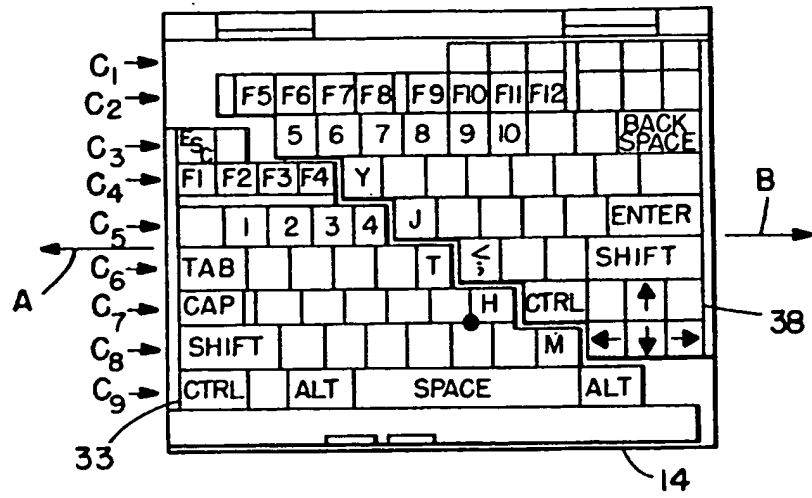 C1
C2 F5 F6 F7 F8 F9 F10 F11 F12
C3 ESC 5 6 7 8 9 10 BACK SPACE
C4 F1 F2 F3 F4 Y
C5 1 2 3 4 J ENTER
B
A
C6 TAB T < ; SHIFT
C7 CAP H CTRL ↑
38
C8 SHIFT M ← ↓ →
C9 CTRL ALT SPACE ALT
33
14